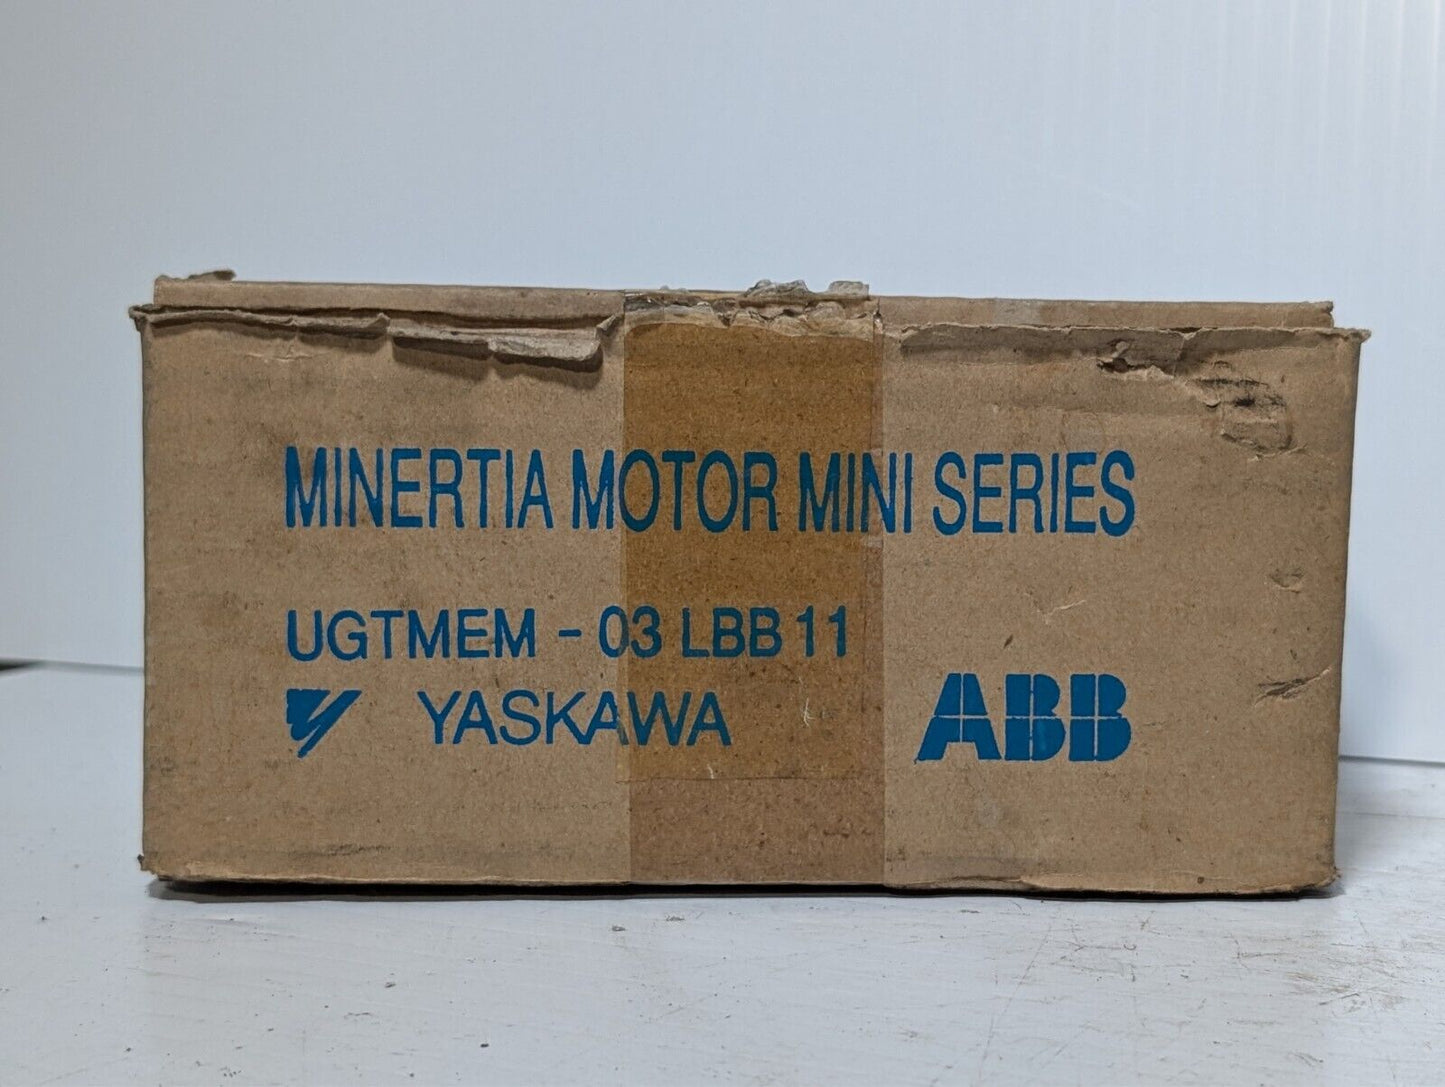 MINERTIA MOTOR MINI SERIES
UGTMEM - 03 LBB 11
YASKAWA ABB